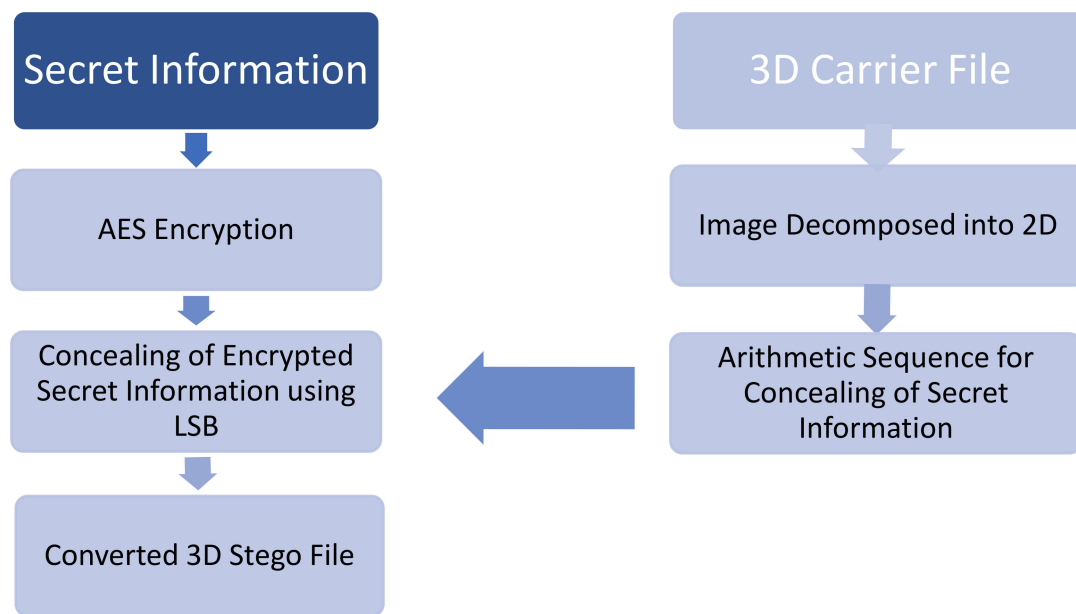 Secret Information
AES Encryption
Concealing of Encrypted
Secret Information using
LSB
Converted 3D Stego File
3D Carrier File
Image Decomposed into 2D
Arithmetic Sequence for
Concealing of Secret
Information